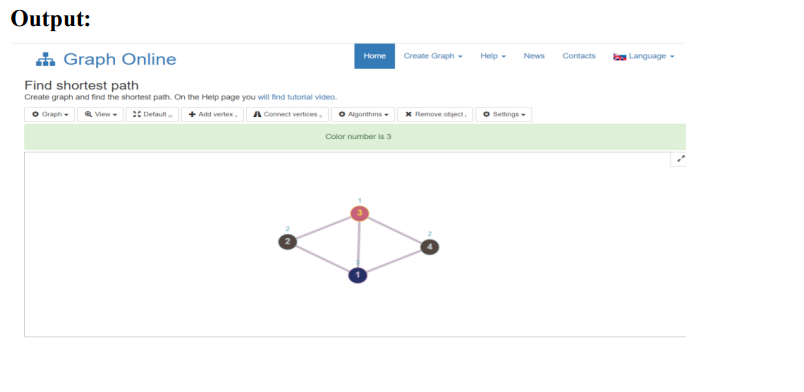 Output:
Graph Online
Home Create Graph Help News Contacts Language
Find shortest path
Create graph and find the shortest path. On the Help page you will find tutorial video.
Graph View Default Add vertex Connect vertices Algorithms Remove object Settings
Color number is 3
1
3
2
2
2
4
3
1